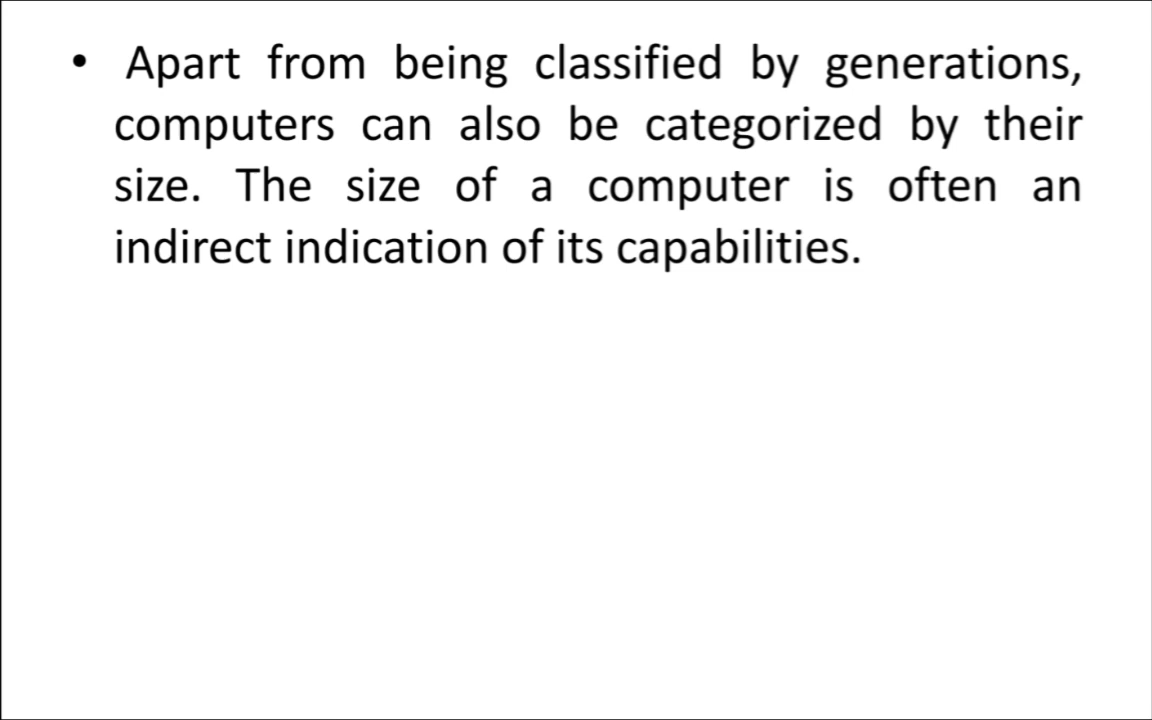 • Apart from being classified by generations,
computers can also be categorized by their
size. The size of a computer is often an
indirect indication of its capabilities.